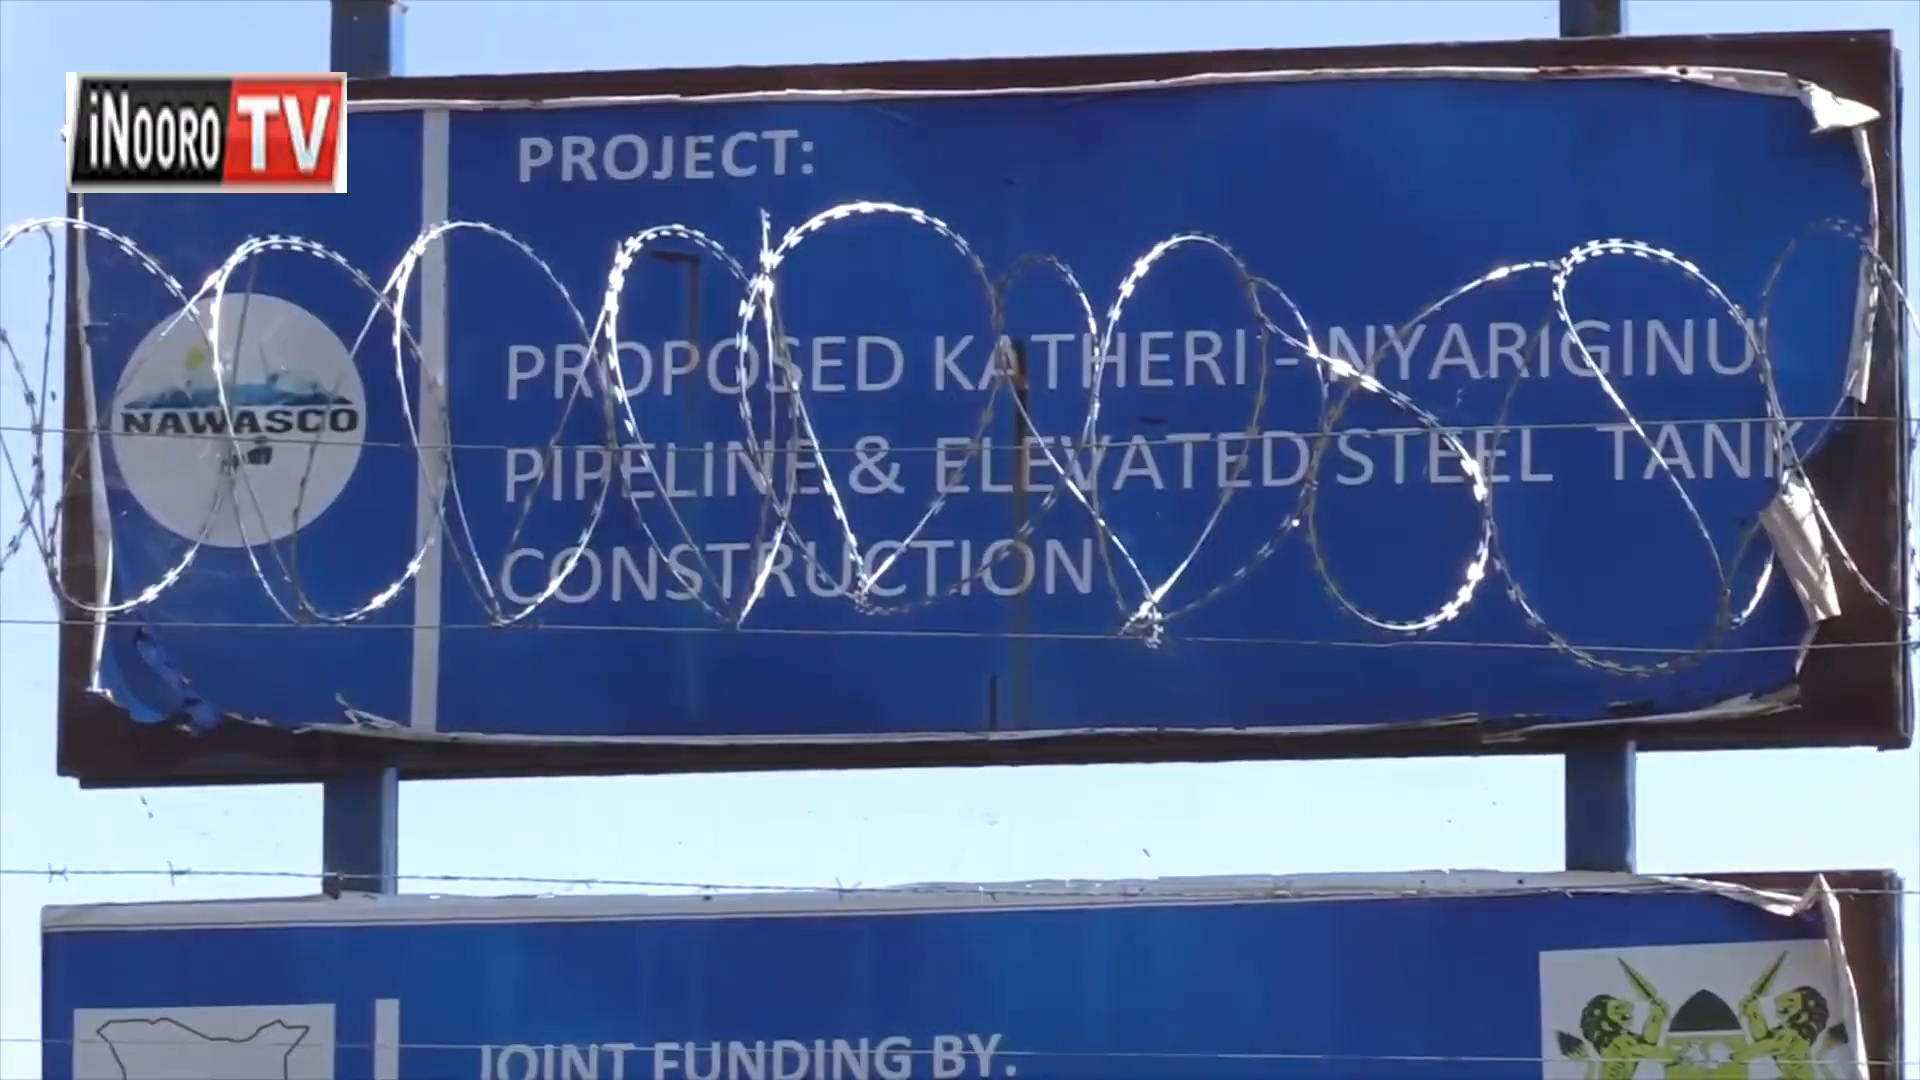 iNOORO TV
PROJECT:
NAWASCO
PROPOSED KATHERI - NYARIGINU
PIPELINE & ELEVATED STEEL TANK
CONSTRUCTION
JOINT FUNDING BY.